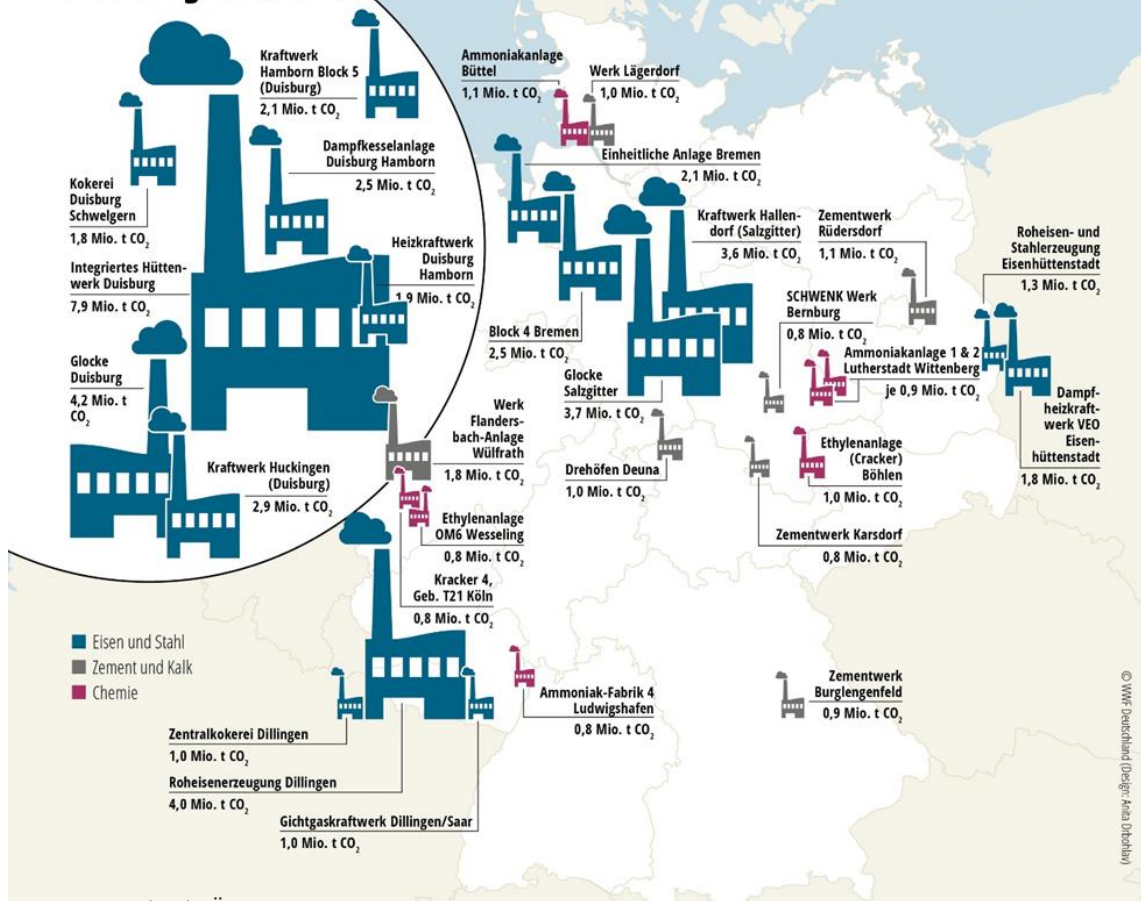 Kraftwerk
Hamborn Block 5
(Duisburg)
2,1 Mio. t CO₂
Dampfkesselanlage
Duisburg Hamborn
2,5 Mio. t CO₂
Kokerei
Duisburg
Schwelgern
1,8 Mio. t CO₂
Integriertes Hütten-
werk Duisburg
7,9 Mio. t CO₂
Heizkraftwerk
Duisburg
Hamborn
1,9 Mio. t CO₂
Glocke
Duisburg
4,2 Mio. t
CO₂
Kraftwerk Huckingen
(Duisburg)
2,9 Mio. t CO₂
Ammoniakanlage
Büttel
1,1 Mio. t CO₂
Werk Lägerdorf
1,0 Mio. t CO₂
Einheitliche Anlage Bremen
2,1 Mio. t CO₂
Block 4 Bremen
2,5 Mio. t CO₂
Kraftwerk Hallen-
dorf (Salzgitter)
3,6 Mio. t CO₂
Glocke
Salzgitter
3,7 Mio. t CO₂
Zementwerk
Rüdersdorf
1,1 Mio. t CO₂
Roheisen- und
Stahlerzeugung
Eisenhüttenstadt
1,3 Mio. t CO₂
SCHWENK Werk
Bernburg
0,8 Mio. t CO₂
Ammoniakanlage 1 & 2
Lutherstadt Wittenberg
je 0,9 Mio. t CO₂
Dampf-
heizkraft-
werk VEO
Eisen-
hüttenstadt
1,8 Mio. t CO₂
Werk
Flanders-
bach-Anlage
Wülfrath
1,8 Mio. t CO₂
Drehöfen Deuna
1,0 Mio. t CO₂
Ethylenanlage
(Cracker)
Böhlen
1,0 Mio. t CO₂
Zementwerk Karsdorf
0,8 Mio. t CO₂
Ethylenanlage
OM6 Wesseling
0,8 Mio. t CO₂
Kracker 4,
Geb. T21 Köln
0,8 Mio. t CO₂
Eisen und Stahl
Zement und Kalk
Chemie
Ammoniak-Fabrik 4
Ludwigshafen
0,8 Mio. t CO₂
Zementwerk
Burglengenfeld
0,9 Mio. t CO₂
Zentralkokerei Dillingen
1,0 Mio. t CO₂
Roheisenerzeugung Dillingen
4,0 Mio. t CO₂
Gichtgaskraftwerk Dillingen/Saar
1,0 Mio. t CO₂
© WWF Deutschland (Design: Anita Drbohlav)